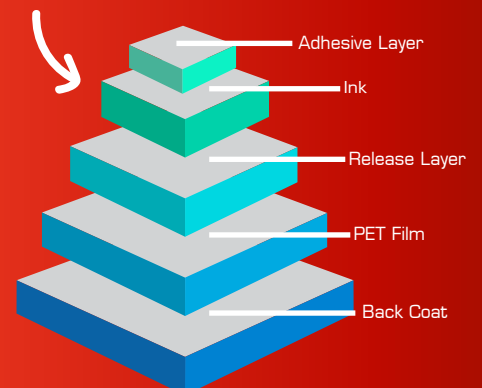 Adhesive Layer
Ink
Release Layer
PET Film
Back Coat